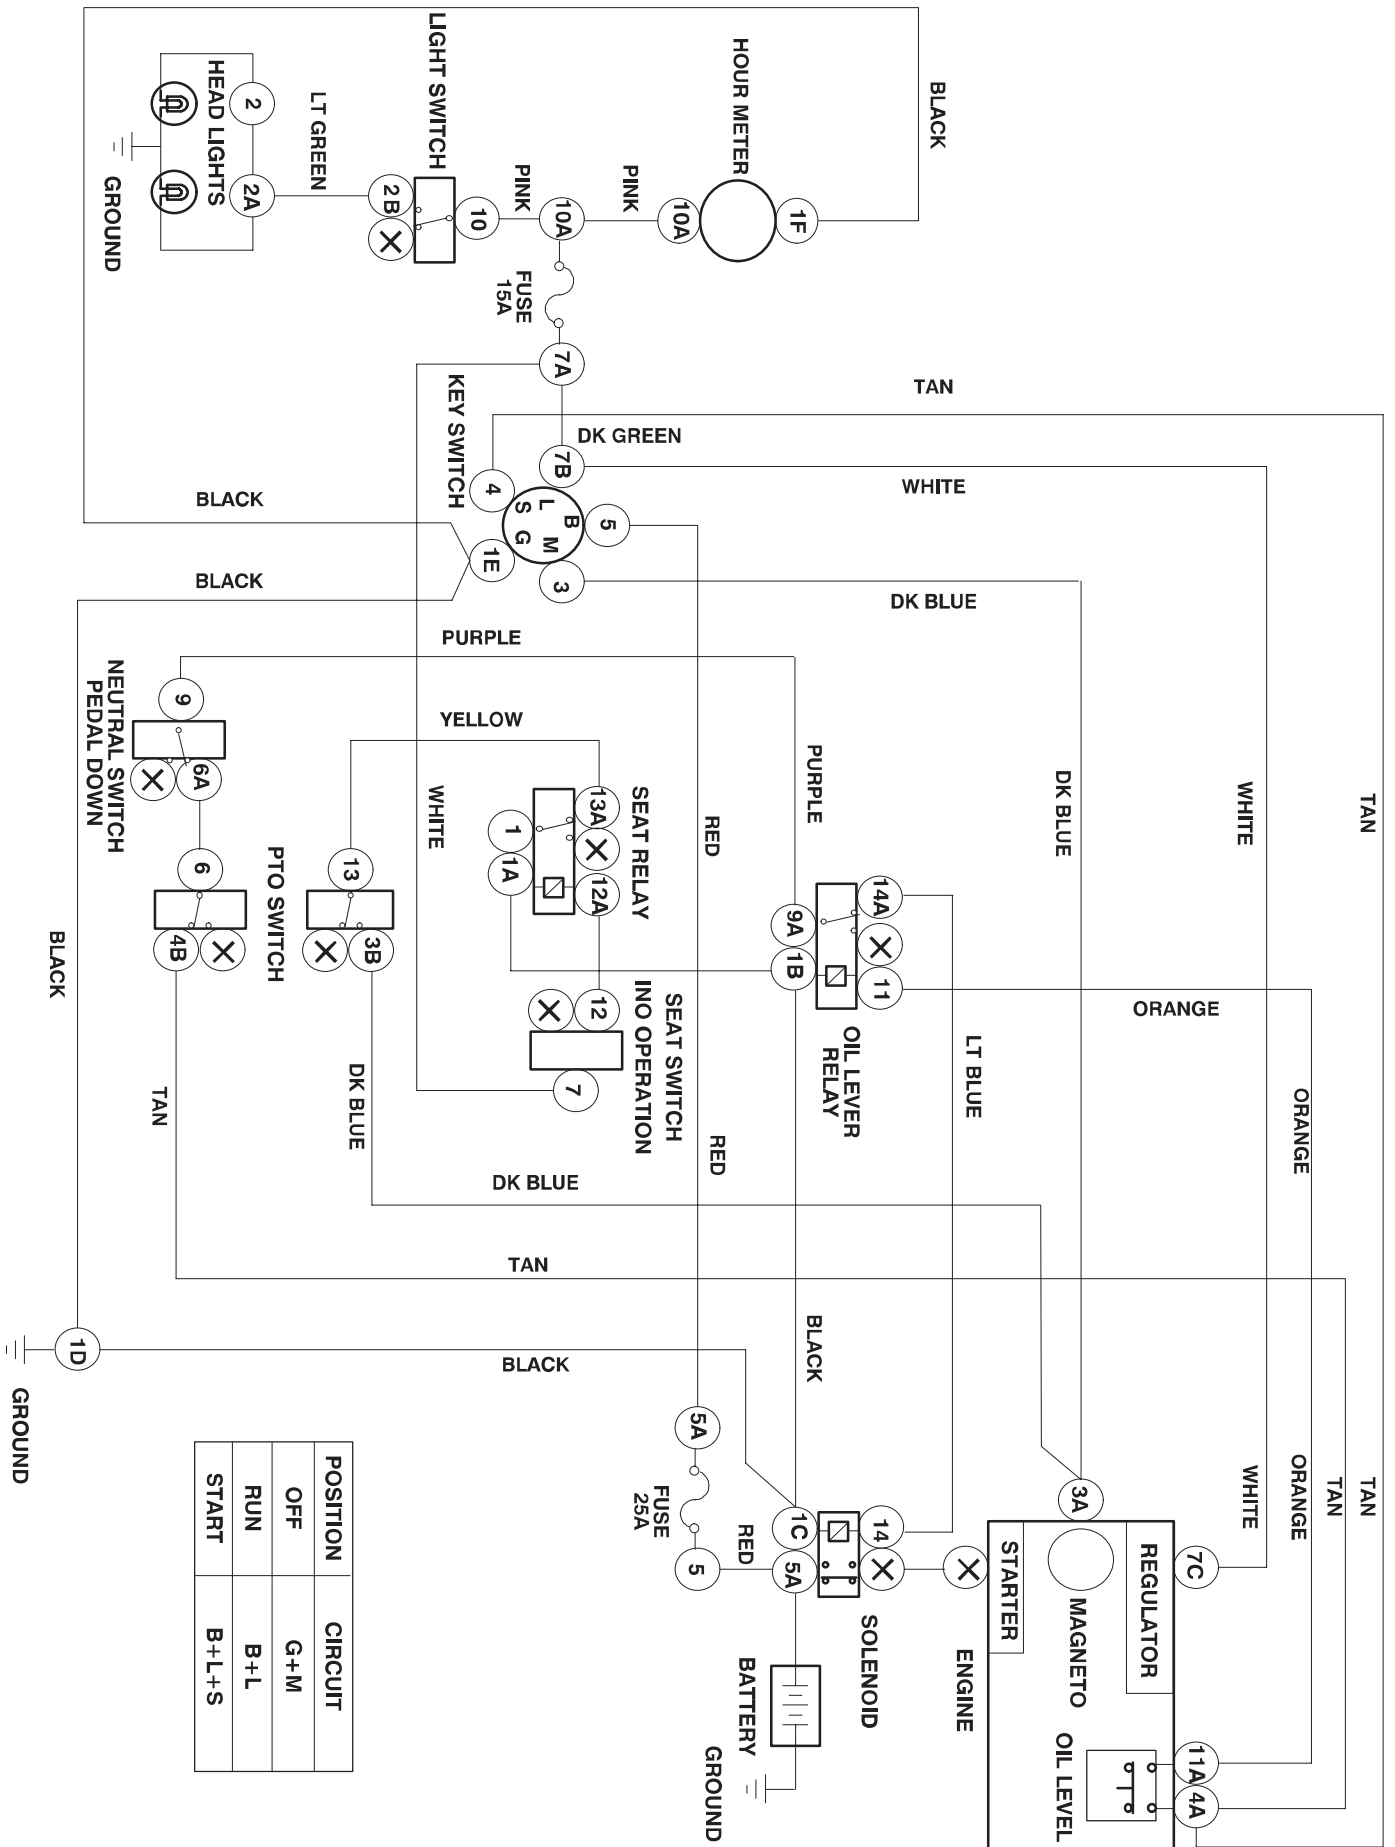 BLACK
HOUR METER
1F
10A
PINK
10A
PINK
10
LIGHT SWITCH
2B
LT GREEN
2
2A
HEAD LIGHTS
GROUND
FUSE
15A
7A
TAN
DK GREEN
7B
WHITE
KEY SWITCH
4
5
B
L
S
M
G
1E
3
BLACK
BLACK
DK BLUE
PURPLE
9
NEUTRAL SWITCH
PEDAL DOWN
6A
YELLOW
WHITE
13A
SEAT RELAY
1
1A
12A
RED
PURPLE
DK BLUE
WHITE
TAN
6
PTO SWITCH
13
4B
3B
14A
9A
1B
11
OIL LEVER
RELAY
ORANGE
12
SEAT SWITCH
INO OPERATION
7
LT BLUE
BLACK
TAN
DK BLUE
RED
ORANGE
DK BLUE
TAN
1D
GROUND
BLACK
BLACK
5A
FUSE
25A
5
RED
1C
5A
14
SOLENOID
3A
WHITE
ORANGE
TAN
TAN
7C
STARTER
REGULATOR
MAGNETO
ENGINE
BATTERY
GROUND
OIL LEVEL
11A
4A
POSITION CIRCUIT
OFF G+M
RUN B+L
START B+L+S